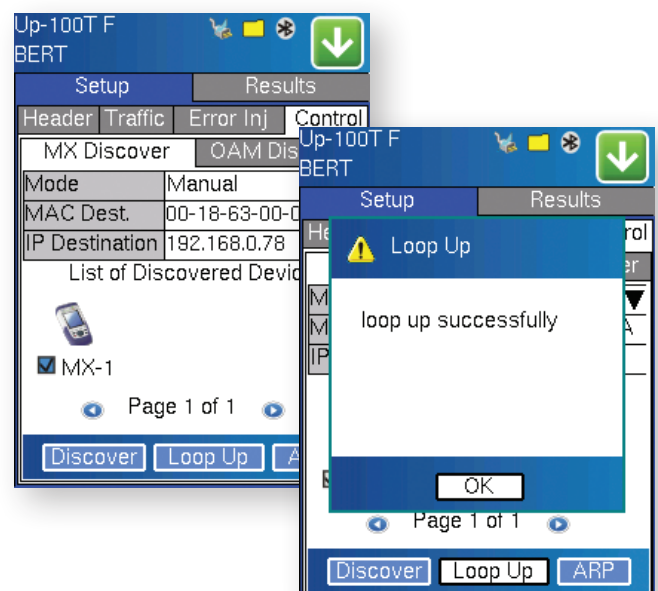 Up-100T F
BERT
Setup Results
Header Traffic Error Inj Control
MX Discover OAM Dis
Mode Manual
MAC Dest. 00-18-63-00-0
IP Destination 192.168.0.78
List of Discovered Devic
MX-1
Page 1 of 1
Discover Loop Up A
Up-100T F
BERT
Setup Results
He rol
er
M
M A
IP
Loop Up
loop up successfully
OK
Page 1 of 1
Discover Loop Up ARP